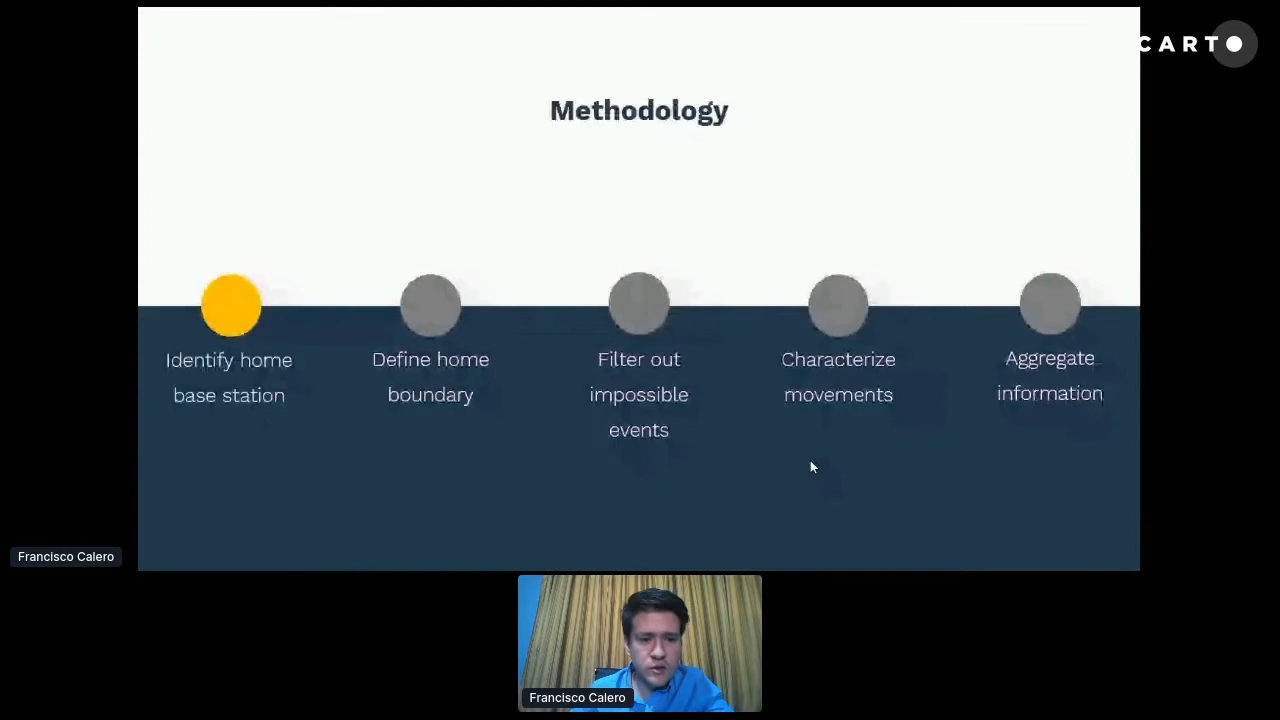 CARTO
Methodology
Identify home
base station
Define home
boundary
Filter out
impossible
events
Characterize
movements
Aggregate
information
Francisco Calero
Francisco Calero